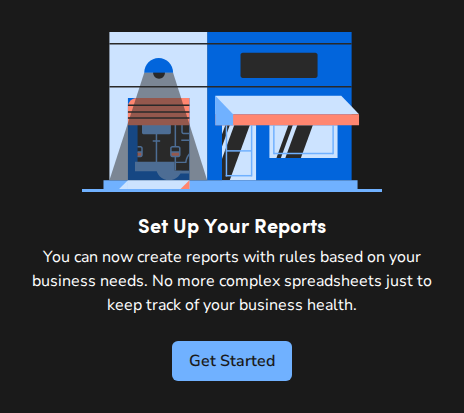 Set Up Your Reports
You can now create reports with rules based on your
business needs. No more complex spreadsheets just to
keep track of your business health.
Get Started